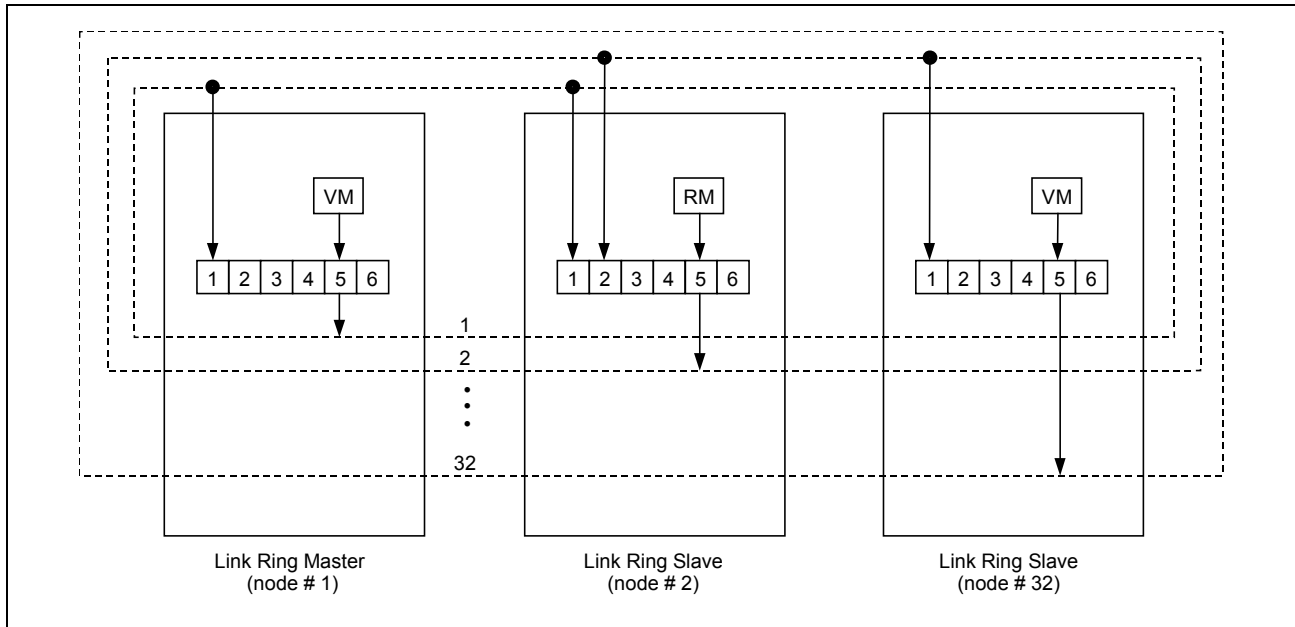 VM RM VM
1 2 3 4 5 6 1 2 3 4 5 6 1 2 3 4 5 6
1
2
32
Link Ring Master Link Ring Slave Link Ring Slave
(node # 1) (node # 2) (node # 32)